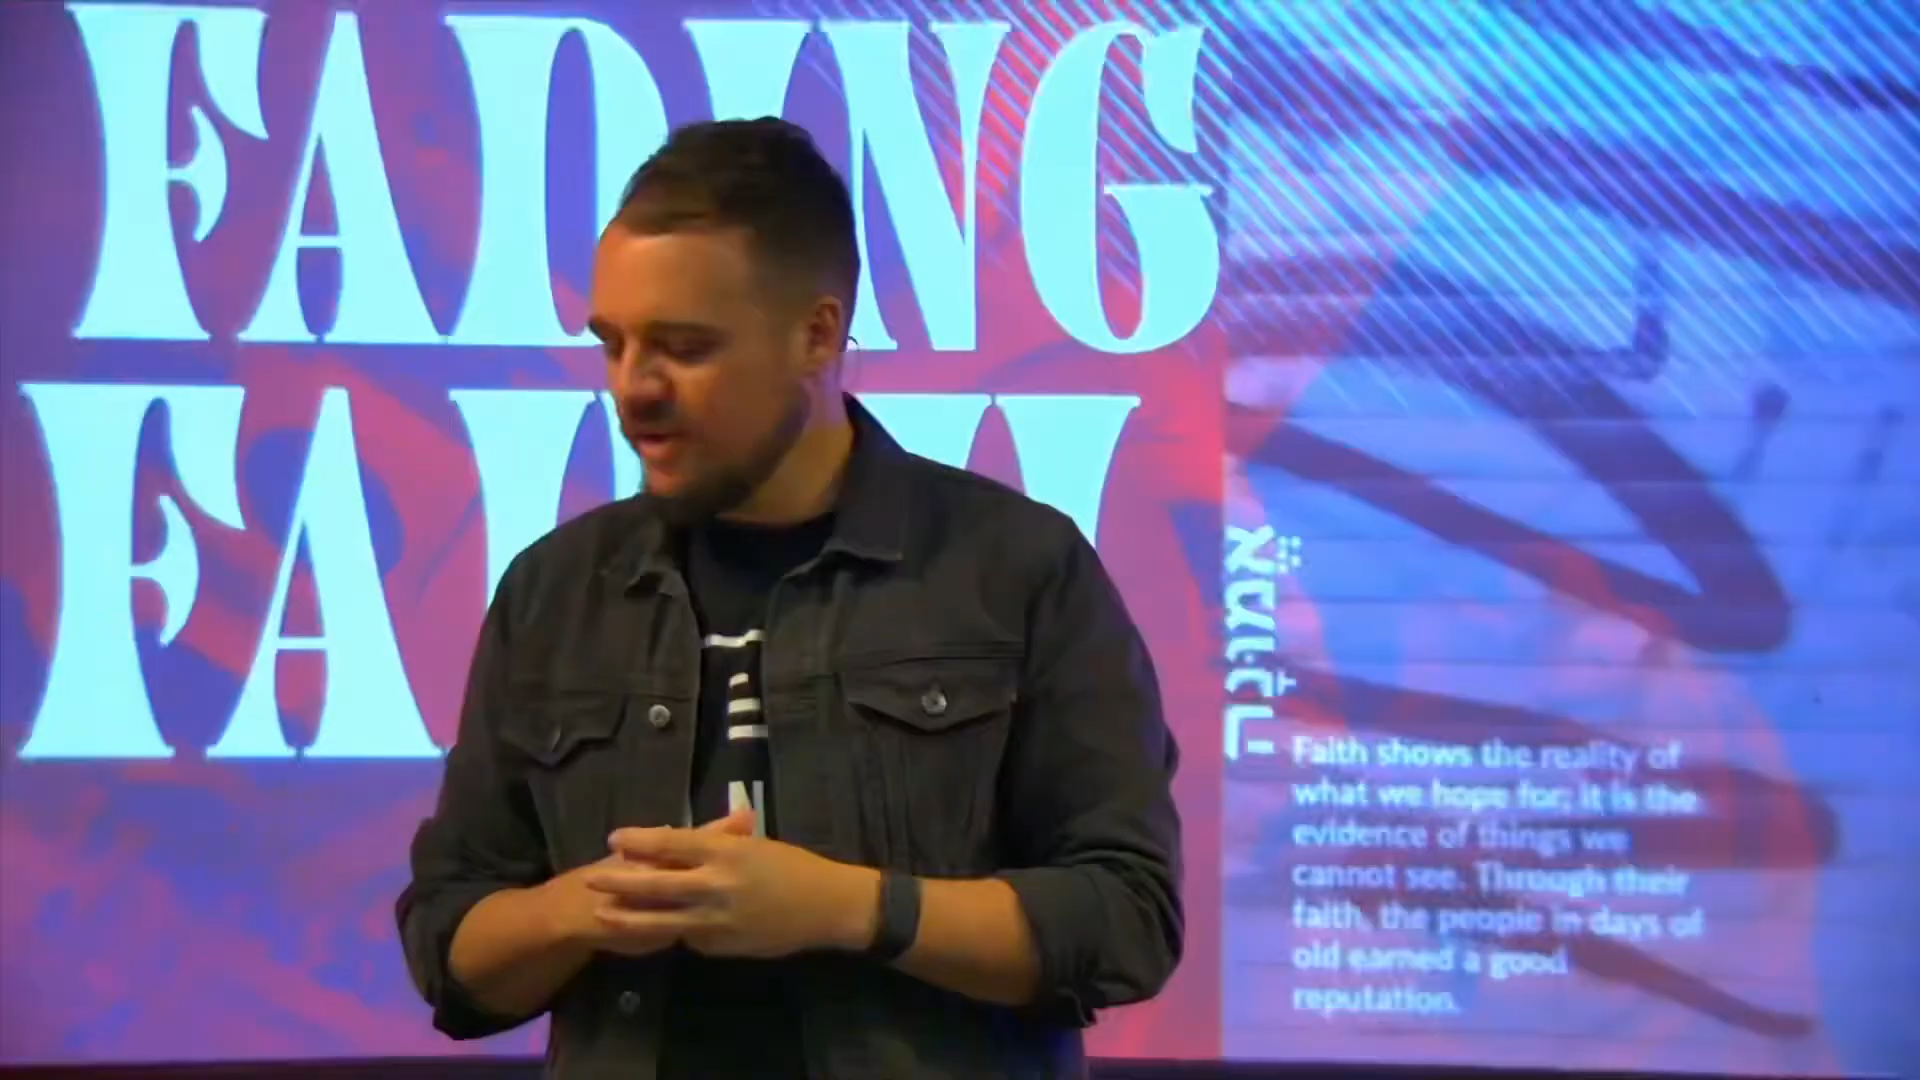 FADING
FA
אֱמוּנָה
Faith shows the reality of
what we hope for; it is the
evidence of things we
cannot see. Through their
faith, the people in days of
old earned a good
reputation.